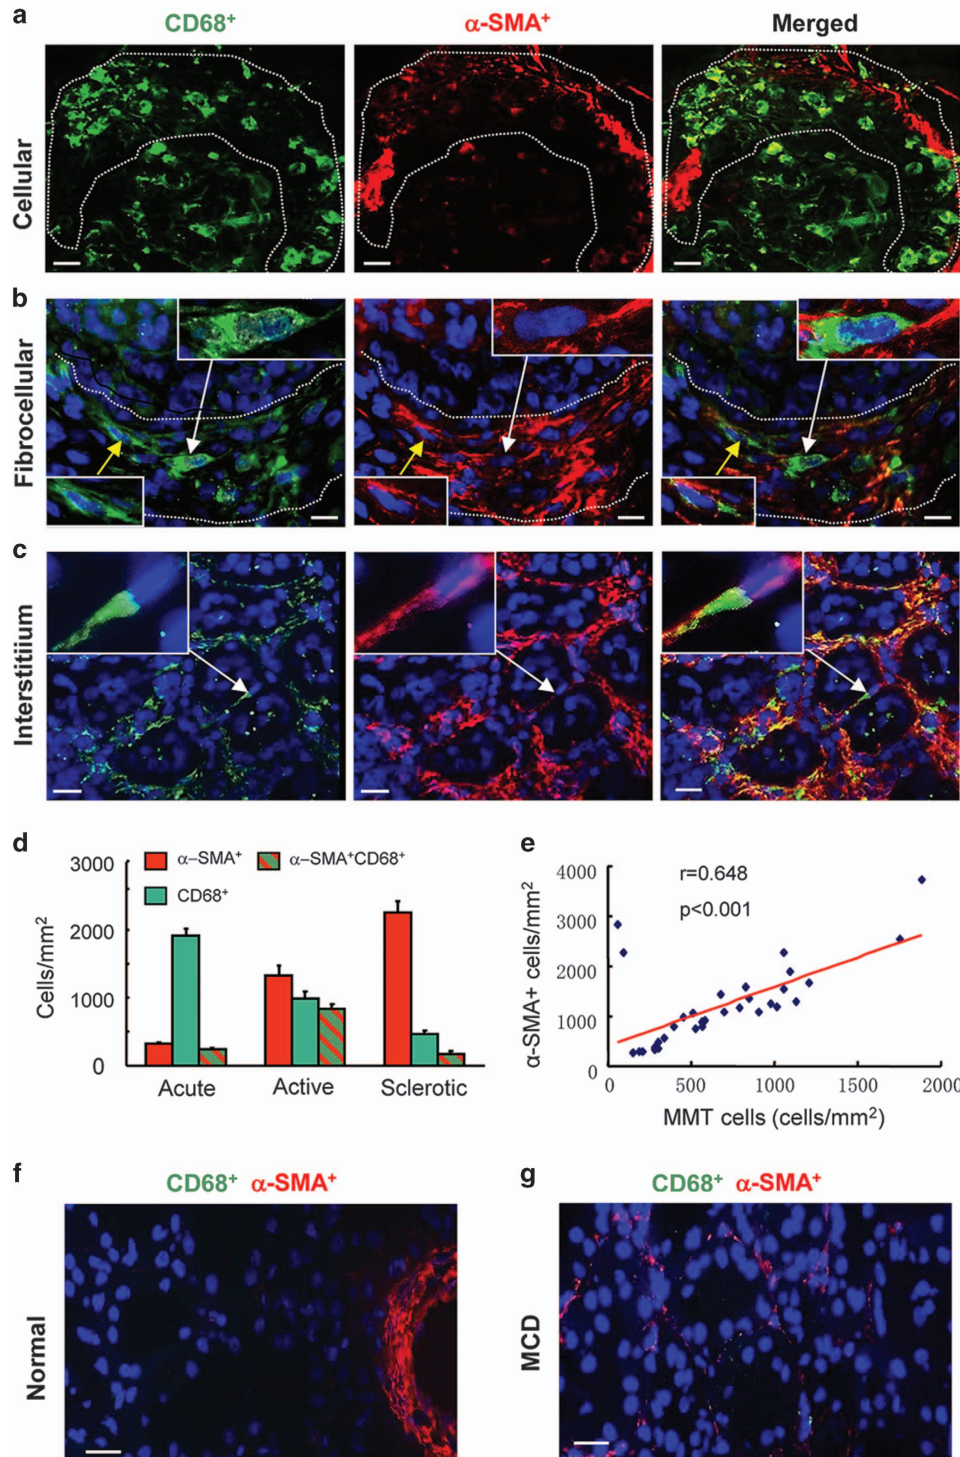 a
CD68+
α-SMA+
Merged
Cellular
b
Fibrocellular
c
Interstitiium
d
3000
2000
1000
0
Cells/mm²
α–SMA+
α–SMA+CD68+
CD68+
Acute
Active
Sclerotic
e
4000
3000
2000
1000
0
α-SMA+ cells/mm²
r=0.648
p<0.001
0
500
1000
1500
2000
MMT cells (cells/mm²)
f
CD68+ α-SMA+
Normal
g
CD68+ α-SMA+
MCD